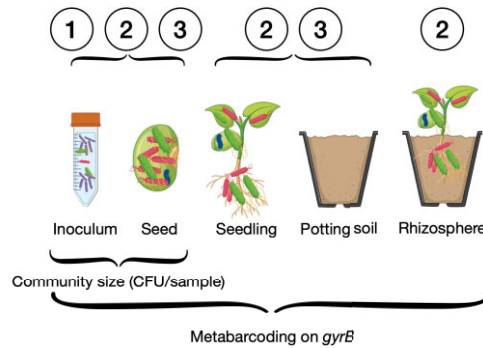 1 2 3 2 3 2
Inoculum Seed Seedling Potting soil Rhizosphere
Community size (CFU/sample)
Metabarcoding on gyrB